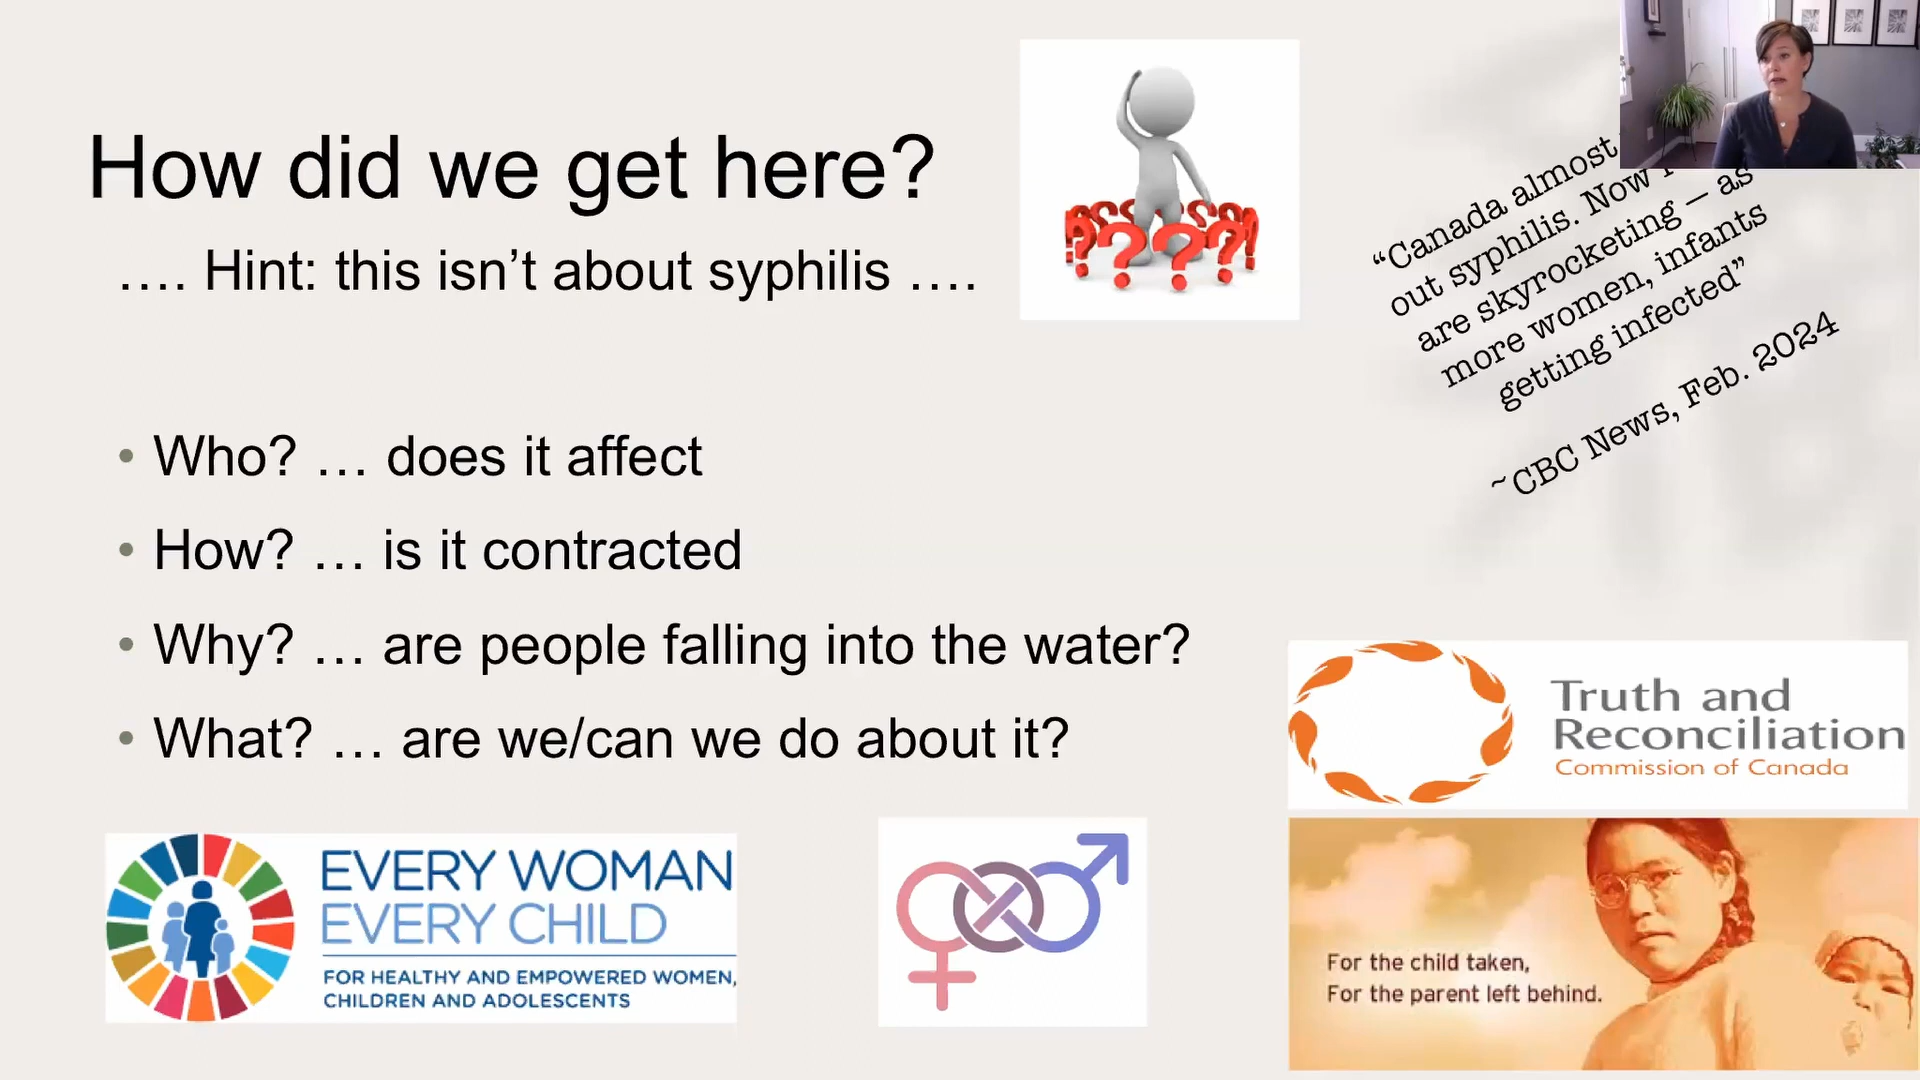 How did we get here?
…. Hint: this isn’t about syphilis ….
“Canada almost
out syphilis. Now
are skyrocketing – as
more women, infants
getting infected”
~CBC News, Feb. 2024
• Who? … does it affect
• How? … is it contracted
• Why? … are people falling into the water?
• What? … are we/can we do about it?
Truth and
Reconciliation
Commission of Canada
EVERY WOMAN
EVERY CHILD
FOR HEALTHY AND EMPOWERED WOMEN,
CHILDREN AND ADOLESCENTS
For the child taken,
For the parent left behind.